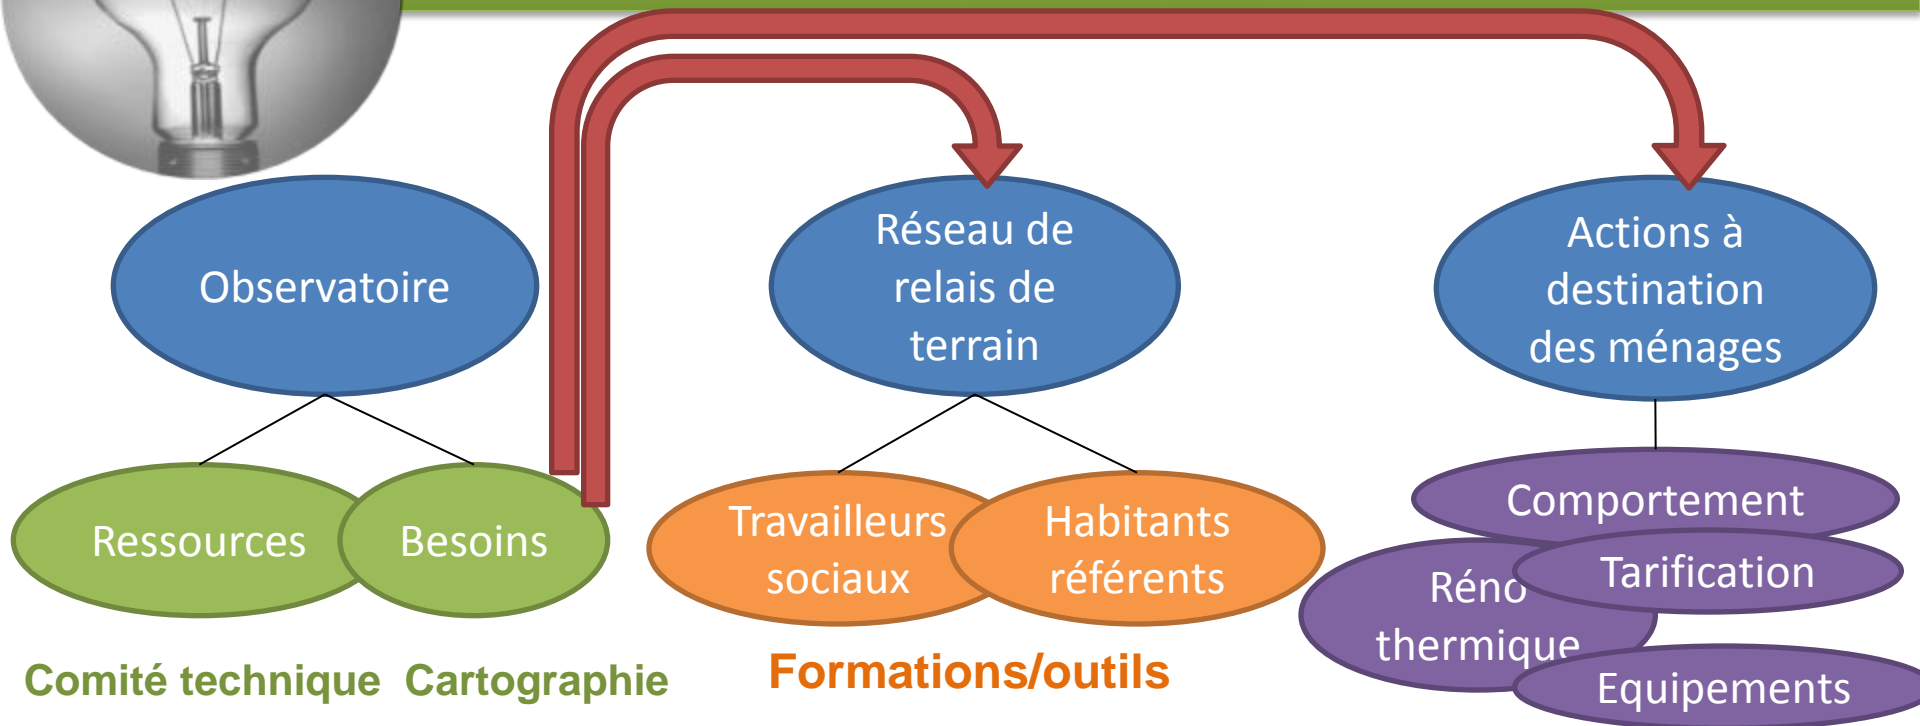 Observatoire
Réseau de
relais de
terrain
Actions à
destination
des ménages
Ressources
Besoins
Travailleurs
sociaux
Habitants
référents
Comportement
Tarification
Réno
thermique
Equipements
Comité technique
Cartographie
Formations/outils